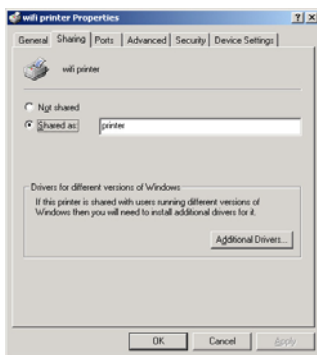 wifi printer Properties
General Sharing Ports Advanced Security Device Settings
wifi printer
Not shared
Shared as: printer
Drivers for different versions of Windows
If this printer is shared with users running different versions of
Windows then you will need to install additional drivers for it.
Additional Drivers...
OK Cancel Apply